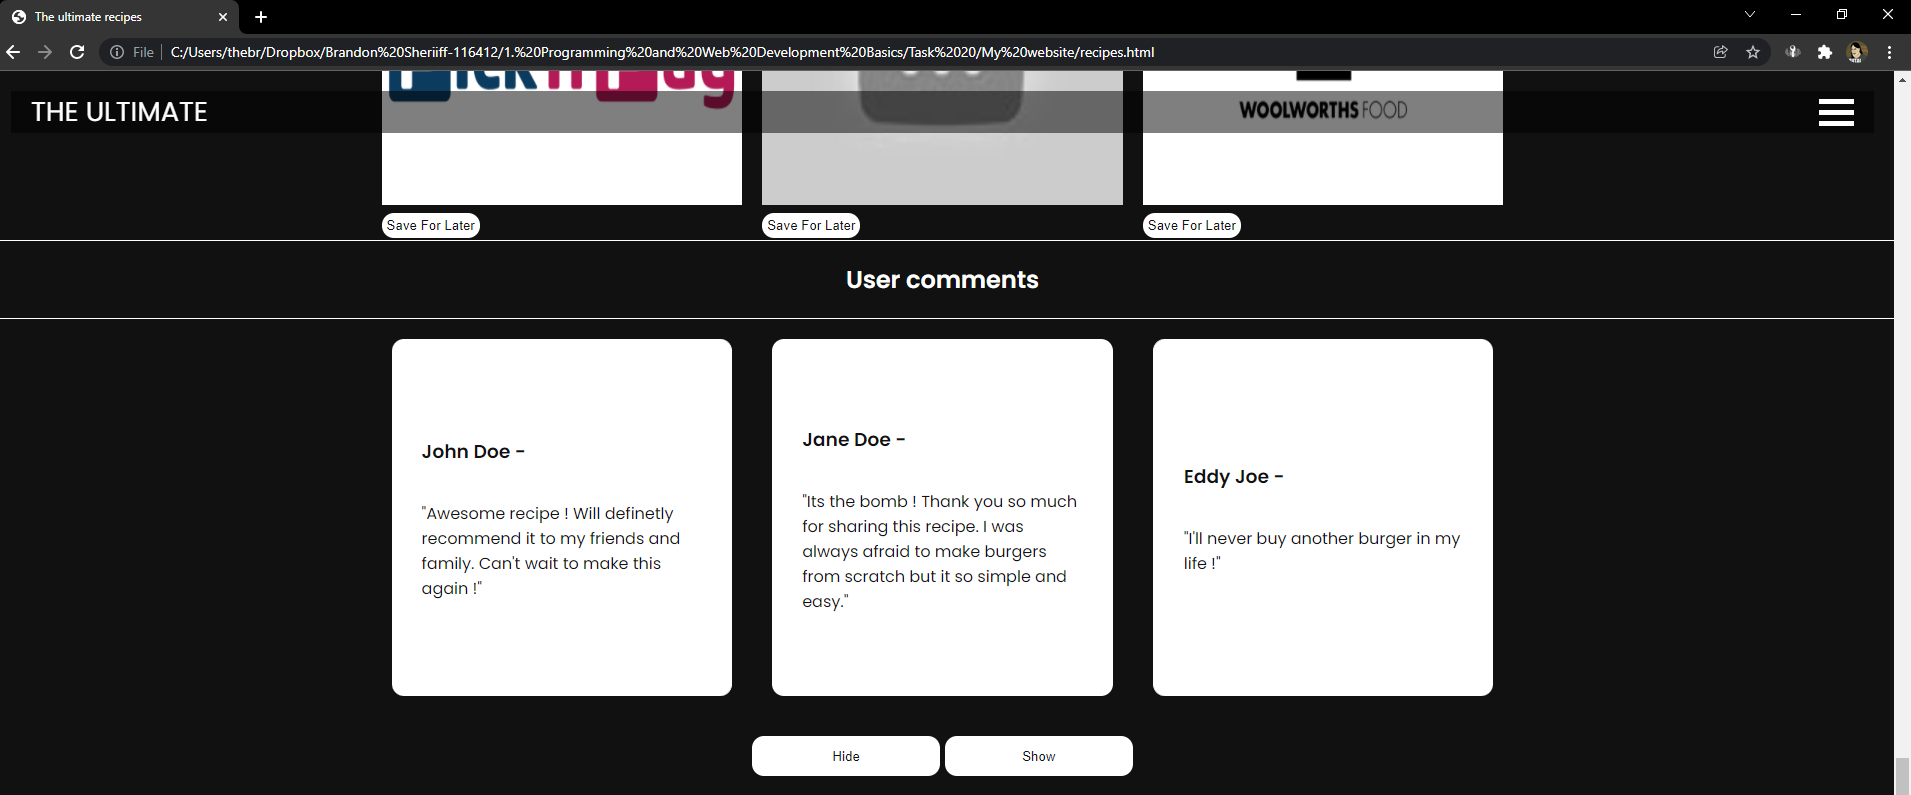 The ultimate recipes
File
C:/Users/thebr/Dropbox/Brandon%20Sheriiff-116412/1.%20Programming%20and%20Web%20Development%20Basics/Task%2020/My%20website/recipes.html
THE ULTIMATE
WOOLWORTHS FOOD
Save For Later
Save For Later
Save For Later
User comments
John Doe -
"Awesome recipe ! Will definetly
recommend it to my friends and
family. Can't wait to make this
again !"
Jane Doe -
"Its the bomb ! Thank you so much
for sharing this recipe. I was
always afraid to make burgers
from scratch but it so simple and
easy."
Eddy Joe -
"I'll never buy another burger in my
life !"
Hide
Show